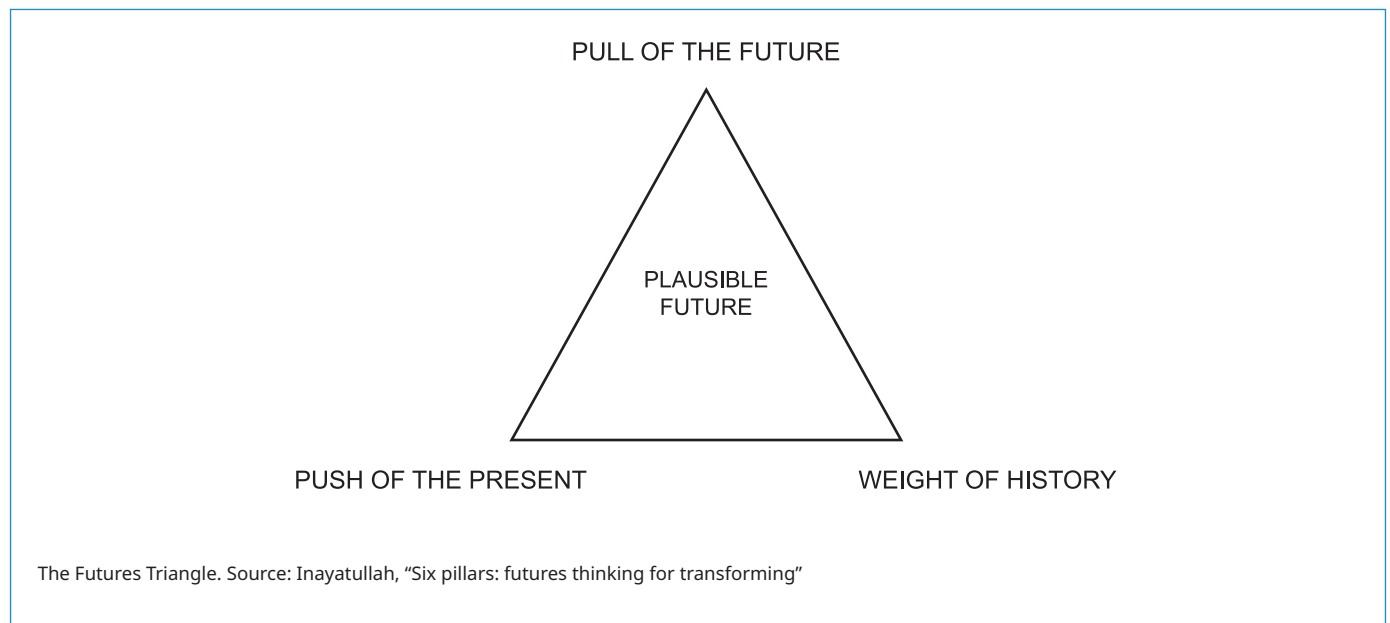 PULL OF THE FUTURE
PLAUSIBLE
FUTURE
PUSH OF THE PRESENT
WEIGHT OF HISTORY
The Futures Triangle. Source: Inayatullah, “Six pillars: futures thinking for transforming”